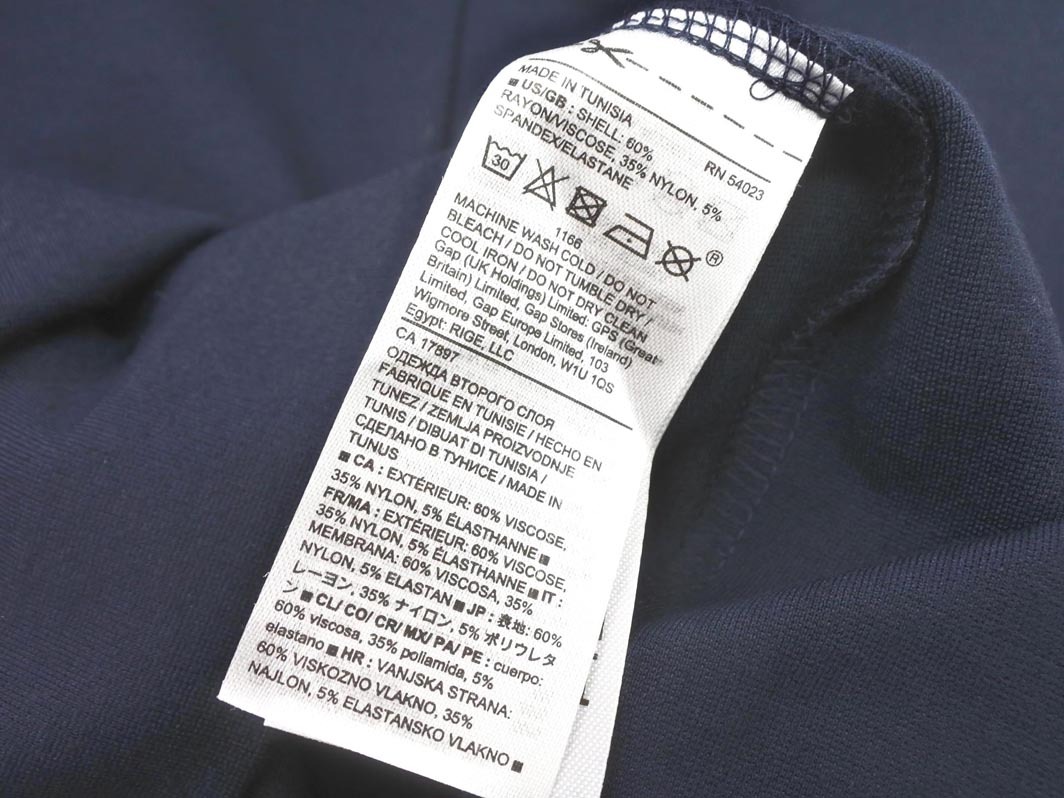 MADE IN TUNISIA
RN 54023
■ US/GB : SHELL: 60%
RAYON/VISCOSE, 35% NYLON, 5%
SPANDEX/ELASTANE
30
®
1166
MACHINE WASH COLD / DO NOT
BLEACH / DO NOT TUMBLE DRY /
COOL IRON / DO NOT DRY CLEAN
Gap (UK Holdings) Limited: GPS (Great
Britain) Limited, Gap Stores (Ireland)
Limited, Gap Europe Limited, 103
Wigmore Street, London, W1U 1QS
Egypt: RIGE, LLC
CA 17897
ОДЕЖДА ВТОРОГО СЛОЯ
FABRIQUE EN TUNISIE / HECHO EN
TUNEZ / ZEMLJA PROIZVODNJE
TUNIS / DIBUAT DI TUNISIA /
СДЕЛАНО В ТУНИСЕ / MADE IN
TUNUS
■ CA : EXTÉRIEUR: 60% VISCOSE,
35% NYLON, 5% ÉLASTHANNE ■
FR/MA : EXTÉRIEUR: 60% VISCOSE,
35% NYLON, 5% ÉLASTHANNE ■ IT :
MEMBRANA: 60% VISCOSA, 35%
NYLON, 5% ELASTAN ■ JP : 表地: 60%
レーヨン, 35% ナイロン, 5% ポリウレタ
ン ■ CL/ CO/ CR/ MX/ PA/ PE : cuerpo:
60% viscosa, 35% poliamida, 5%
elastano ■ HR : VANJSKA STRANA:
60% VISKOZNO VLAKNO, 35%
NAJLON, 5% ELASTANSKO VLAKNO ■